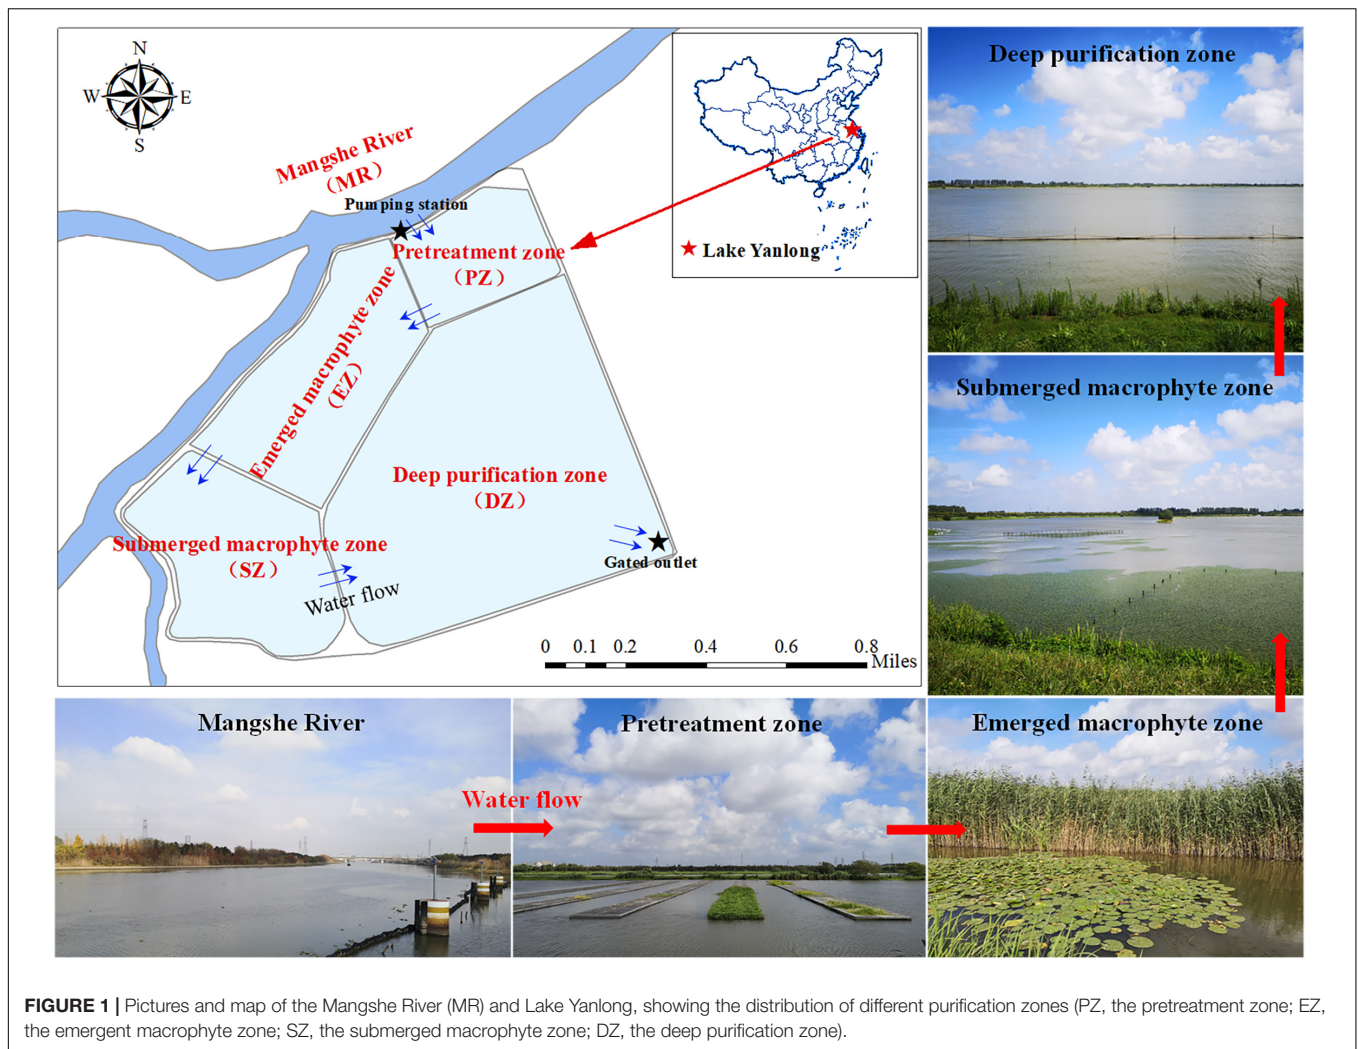 N
W
E
S
Mangshe River
（MR）
Pumping station
Pretreatment zone
（PZ）
Emerged macrophyte zone
（EZ）
Deep purification zone
（DZ）
Submerged macrophyte zone
（SZ）
Water flow
Gated outlet
Lake Yanlong
0 0.1 0.2 0.4 0.6 0.8
Miles
Deep purification zone
Submerged macrophyte zone
Mangshe River
Water flow
Pretreatment zone
Emerged macrophyte zone
FIGURE 1 | Pictures and map of the Mangshe River (MR) and Lake Yanlong, showing the distribution of different purification zones (PZ, the pretreatment zone; EZ,
the emergent macrophyte zone; SZ, the submerged macrophyte zone; DZ, the deep purification zone).